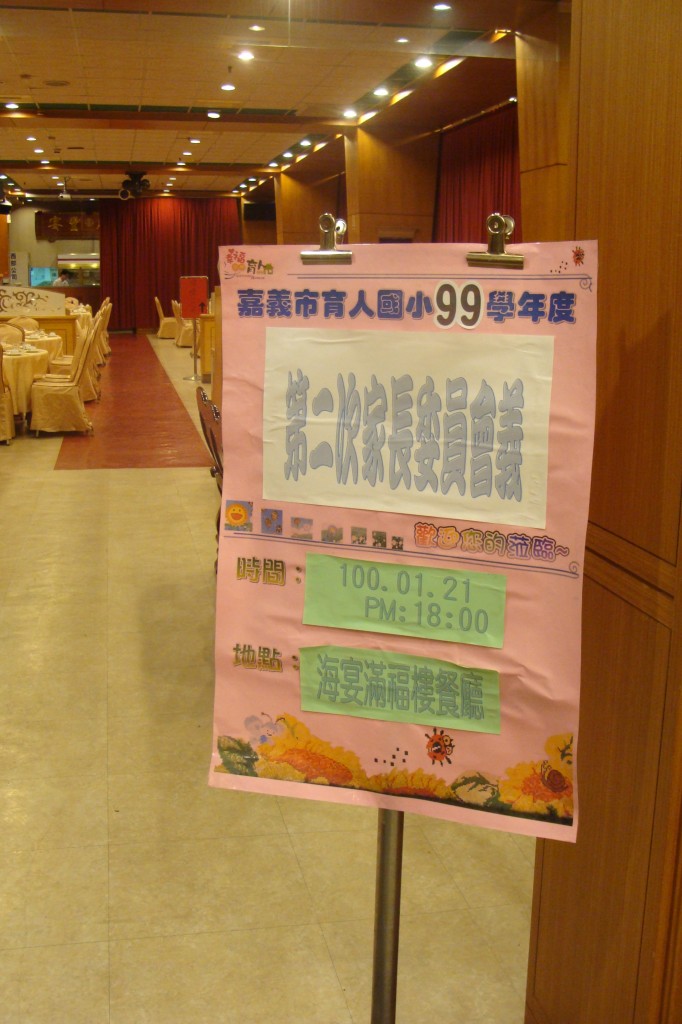 育人
嘉義市育人國小99學年度
第二次家長委員會議
歡迎您的蒞臨~
時間：
100.01.21
PM:18:00
地點：
海宴滿福樓餐廳